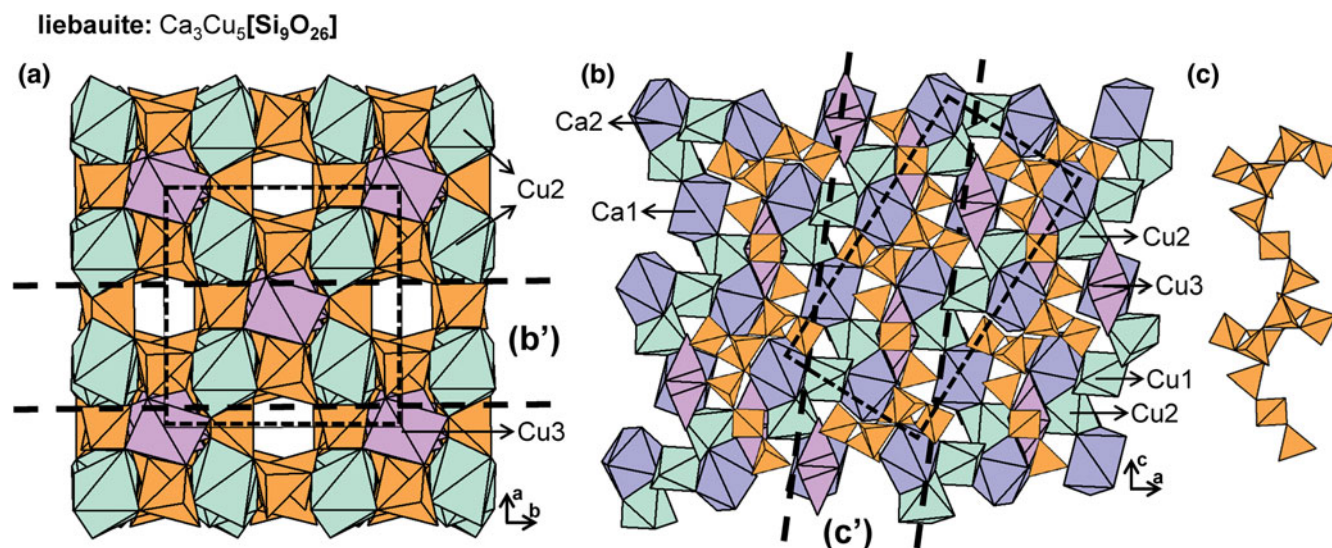 liebauite: Ca3Cu5[Si9O26]
(a)
Cu2
(b')
Cu3
a
b
(b)
Ca2
Ca1
Cu2
Cu3
Cu1
Cu2
c
a
(c')
(c)